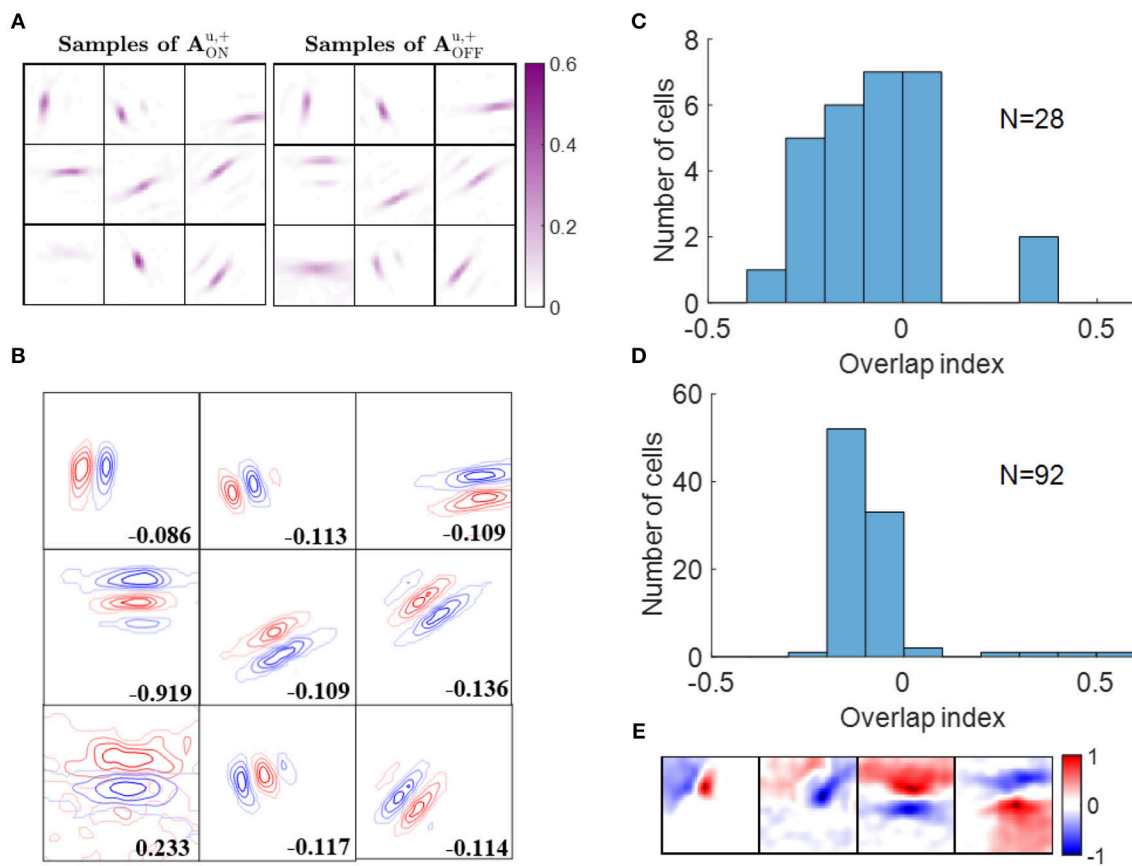 A
Samples of A^{u,+}_{ON} Samples of A^{u,+}_{OFF}
0.6
0.4
0.2
0
B
-0.086 -0.113 -0.109
-0.919 -0.109 -0.136
0.233 -0.117 -0.114
C
Number of cells
8
6
4
2
0
N=28
-0.5 0 0.5
Overlap index
D
Number of cells
60
40
20
0
N=92
-0.5 0 0.5
Overlap index
E
1
0
-1